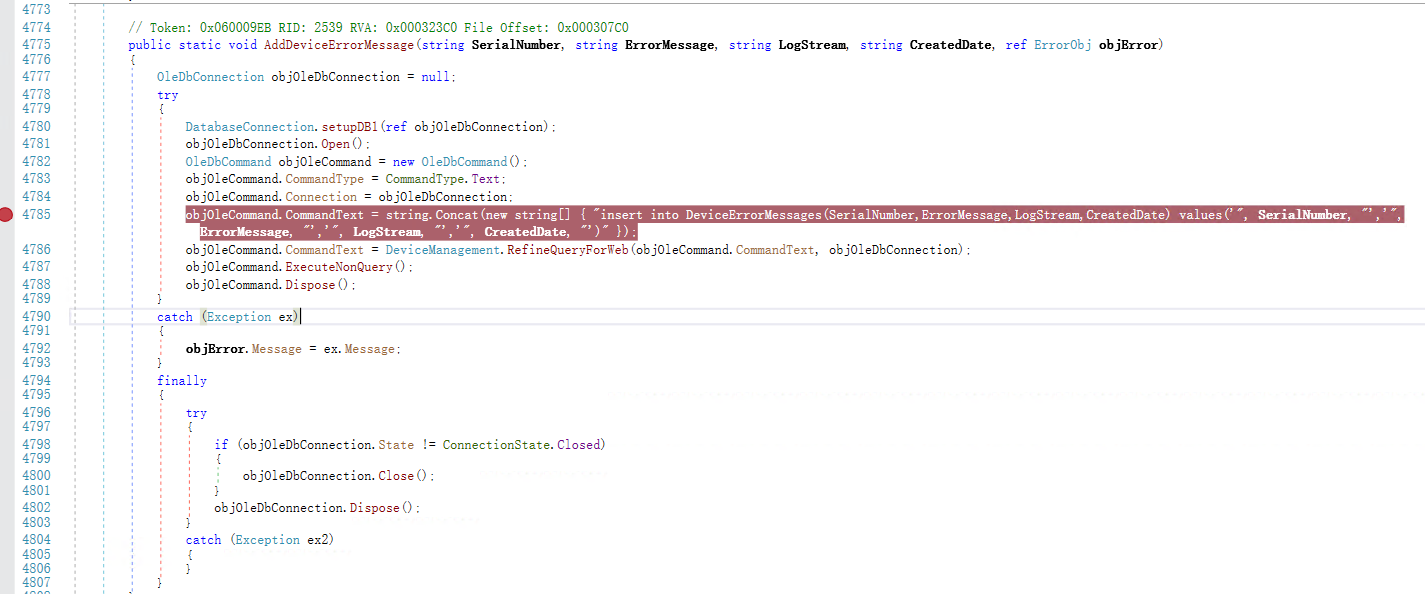 4773
4774 // Token: 0x060009EB RID: 2539 RVA: 0x000323C0 File Offset: 0x000307C0
4775 public static void AddDeviceErrorMessage(string SerialNumber, string ErrorMessage, string LogStream, string CreatedDate, ref ErrorObj objError)
4776 {
4777 OleDbConnection objOleDbConnection = null;
4778 try
4779 {
4780 DatabaseConnection.setupDB1(ref objOleDbConnection);
4781 objOleDbConnection.Open();
4782 OleDbCommand objOleCommand = new OleDbCommand();
4783 objOleCommand.CommandType = CommandType.Text;
4784 objOleCommand.Connection = objOleDbConnection;
4785 objOleCommand.CommandText = string.Concat(new string[] { "insert into DeviceErrorMessages(SerialNumber,ErrorMessage,LogStream,CreatedDate) values('", SerialNumber, "','",
ErrorMessage, "','", LogStream, "','", CreatedDate, "')" });
4786 objOleCommand.CommandText = DeviceManagement.RefineQueryForWeb(objOleCommand.CommandText, objOleDbConnection);
4787 objOleCommand.ExecuteNonQuery();
4788 objOleCommand.Dispose();
4789 }
4790 catch (Exception ex)
4791 {
4792 objError.Message = ex.Message;
4793 }
4794 finally
4795 {
4796 try
4797 {
4798 if (objOleDbConnection.State != ConnectionState.Closed)
4799 {
4800 objOleDbConnection.Close();
4801 }
4802 objOleDbConnection.Dispose();
4803 }
4804 catch (Exception ex2)
4805 {
4806 }
4807 }